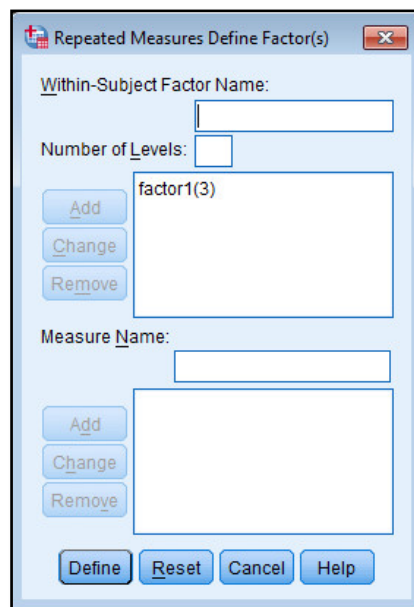 Repeated Measures Define Factor(s)
Within-Subject Factor Name:
Number of Levels:
factor1(3)
Add
Change
Remove
Measure Name:
Add
Change
Remove
Define Reset Cancel Help